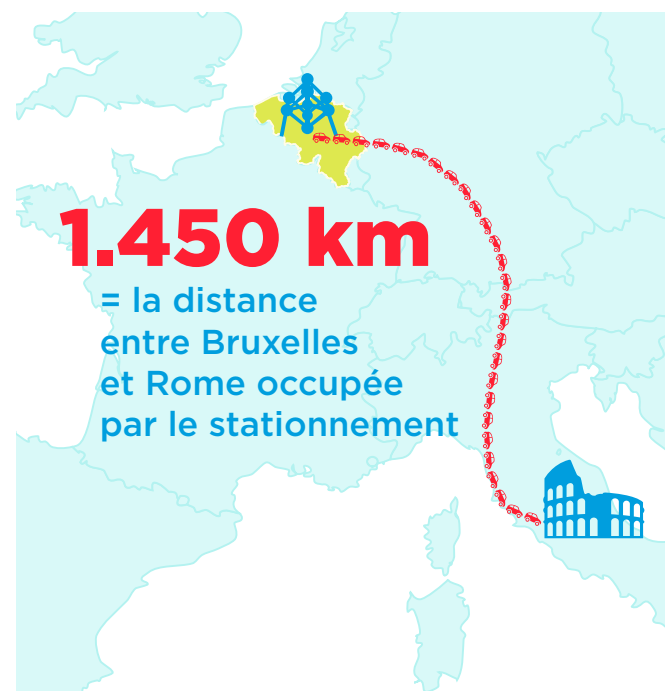 1.450 km
= la distance
entre Bruxelles
et Rome occupée
par le stationnement